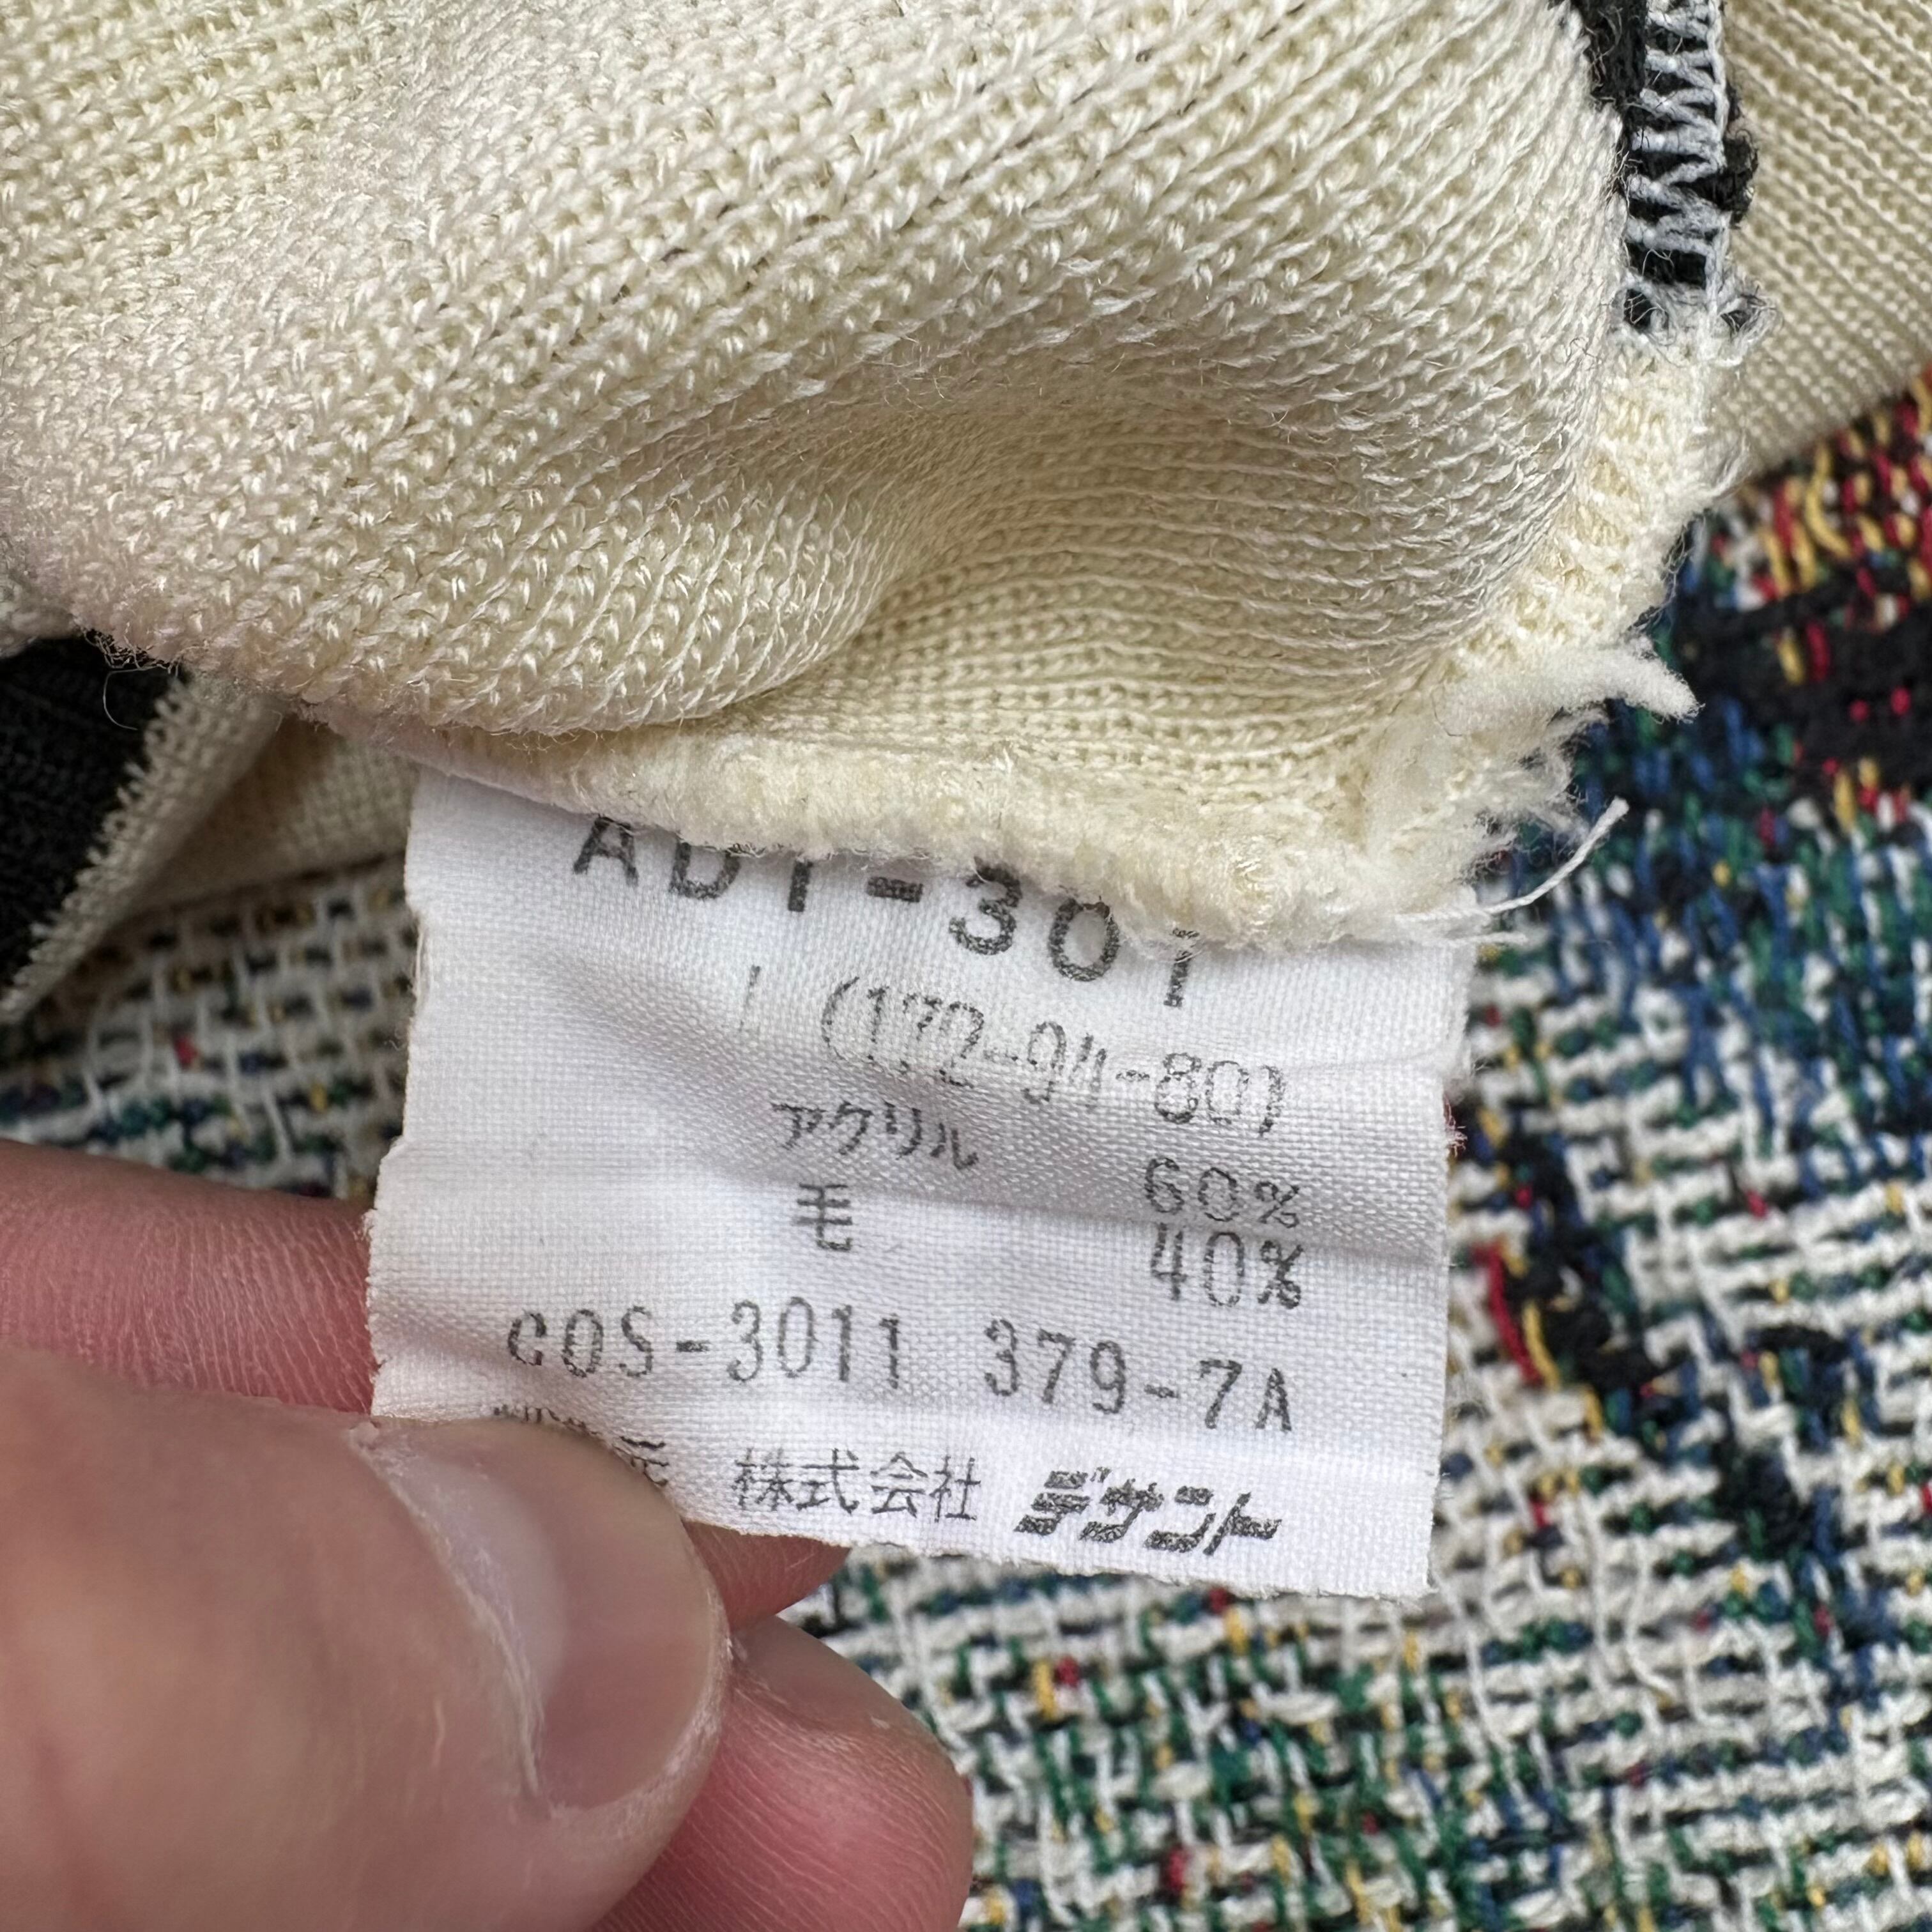 ADT-301
L (172-94-80)
アクリル 60%
毛 40%
COS-3011 379-7A
元 株式会社 デサント